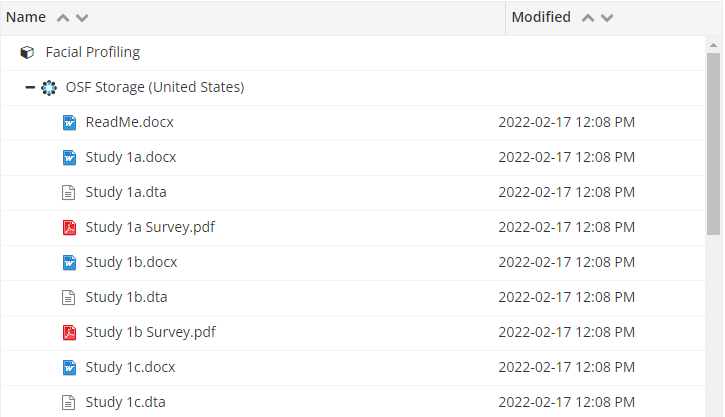 Name Modified
Facial Profiling
OSF Storage (United States)
ReadMe.docx 2022-02-17 12:08 PM
Study 1a.docx 2022-02-17 12:08 PM
Study 1a.dta 2022-02-17 12:08 PM
Study 1a Survey.pdf 2022-02-17 12:08 PM
Study 1b.docx 2022-02-17 12:08 PM
Study 1b.dta 2022-02-17 12:08 PM
Study 1b Survey.pdf 2022-02-17 12:08 PM
Study 1c.docx 2022-02-17 12:08 PM
Study 1c.dta 2022-02-17 12:08 PM